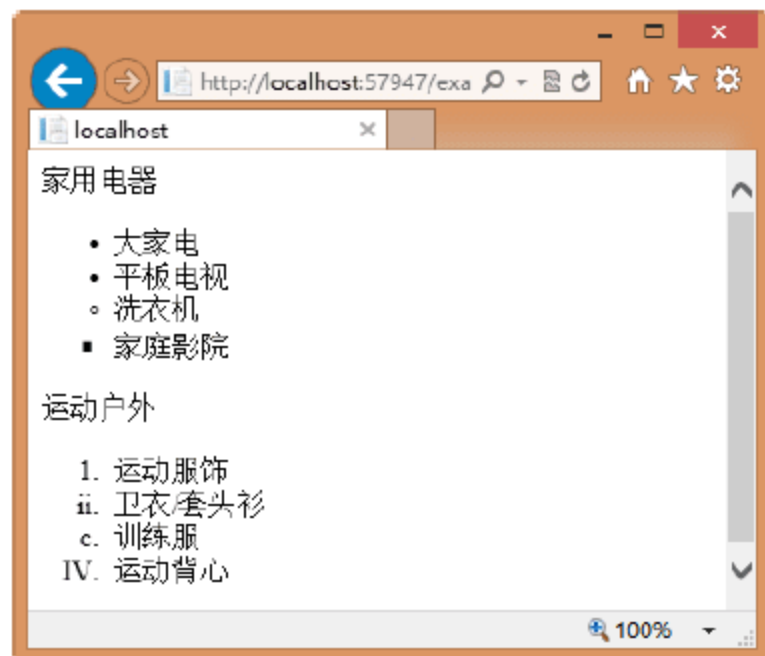 http://localhost:57947/exa
localhost
家用电器
• 大家电
• 平板电视
◦ 洗衣机
▪ 家庭影院
运动户外
1. 运动服饰
ii. 卫衣/套头衫
c. 训练服
IV. 运动背心
100%